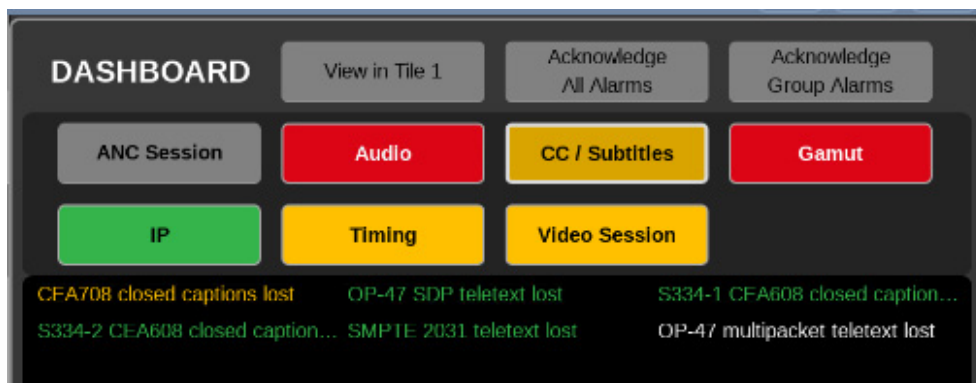 DASHBOARD View in Tile 1 Acknowledge All Alarms Acknowledge Group Alarms
ANC Session Audio CC / Subtitles Gamut
IP Timing Video Session
CEA708 closed captions lost OP-47 SDP teletext lost S334-1 CEA608 closed caption...
S334-2 CEA608 closed caption... SMPTE 2031 teletext lost OP-47 multipacket teletext lost